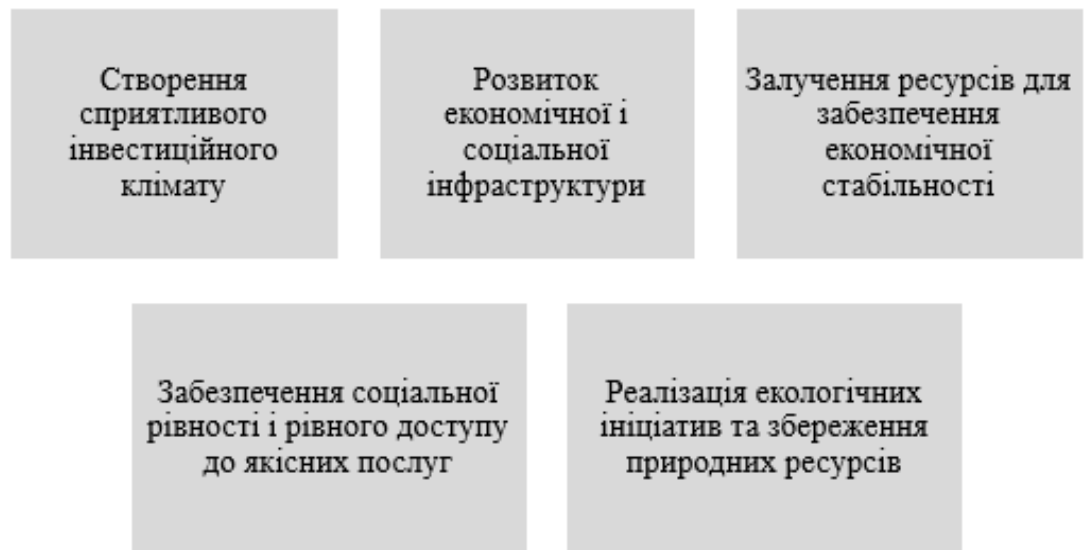 Створення
сприятливого
інвестиційного
клімату
Розвиток
економічної і
соціальної
інфраструктури
Залучення ресурсів для
забезпечення
економічної
стабільності
Забезпечення соціальної
рівності і рівного доступу
до якісних послуг
Реалізація екологічних
ініціатив та збереження
природних ресурсів